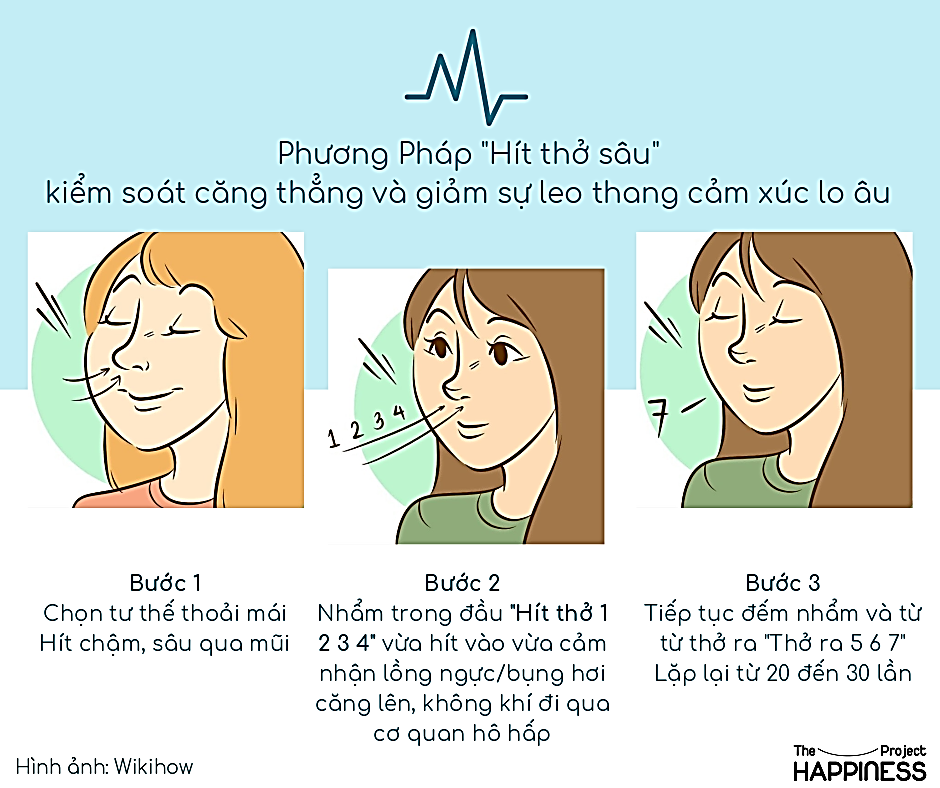 Phương Pháp "Hít thở sâu"
kiểm soát căng thẳng và giảm sự leo thang cảm xúc lo âu
1 2 3 4
7
Bước 1
Chọn tư thế thoải mái
Hít chậm, sâu qua mũi
Bước 2
Nhẩm trong đầu "Hít thở 1
2 3 4" vừa hít vào vừa cảm
nhận lồng ngực/bụng hơi
căng lên, không khí đi qua
cơ quan hô hấp
Bước 3
Tiếp tục đếm nhẩm và từ
từ thở ra "Thở ra 5 6 7"
Lặp lại từ 20 đến 30 lần
Hình ảnh: Wikihow
The Project
HAPPINESS